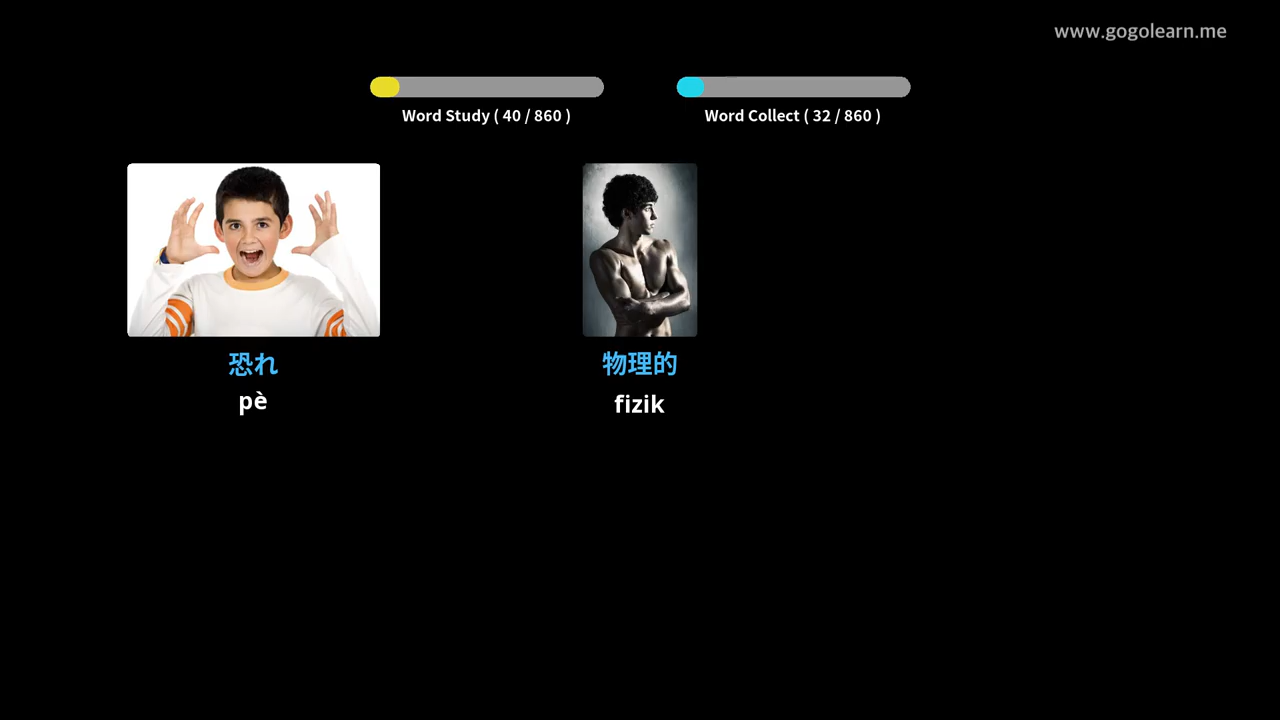 www.gogolearn.me
Word Study ( 40 / 860 )
Word Collect ( 32 / 860 )
恐れ
pè
物理的
fizik